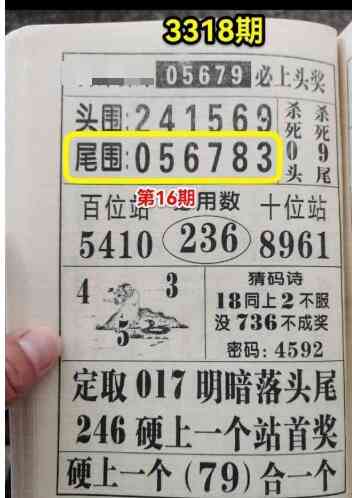 3318期
05679 必上头奖
头围:241569
杀死0头
杀死9尾
尾围:056783
第16期
百位站 用数 十位站
5410 236 8961
4 3 5
猜码诗
18同上2不服
没736不成奖
密码:4592
定取017明暗落头尾
246硬上一个站首奖
硬上一个(79)合一个